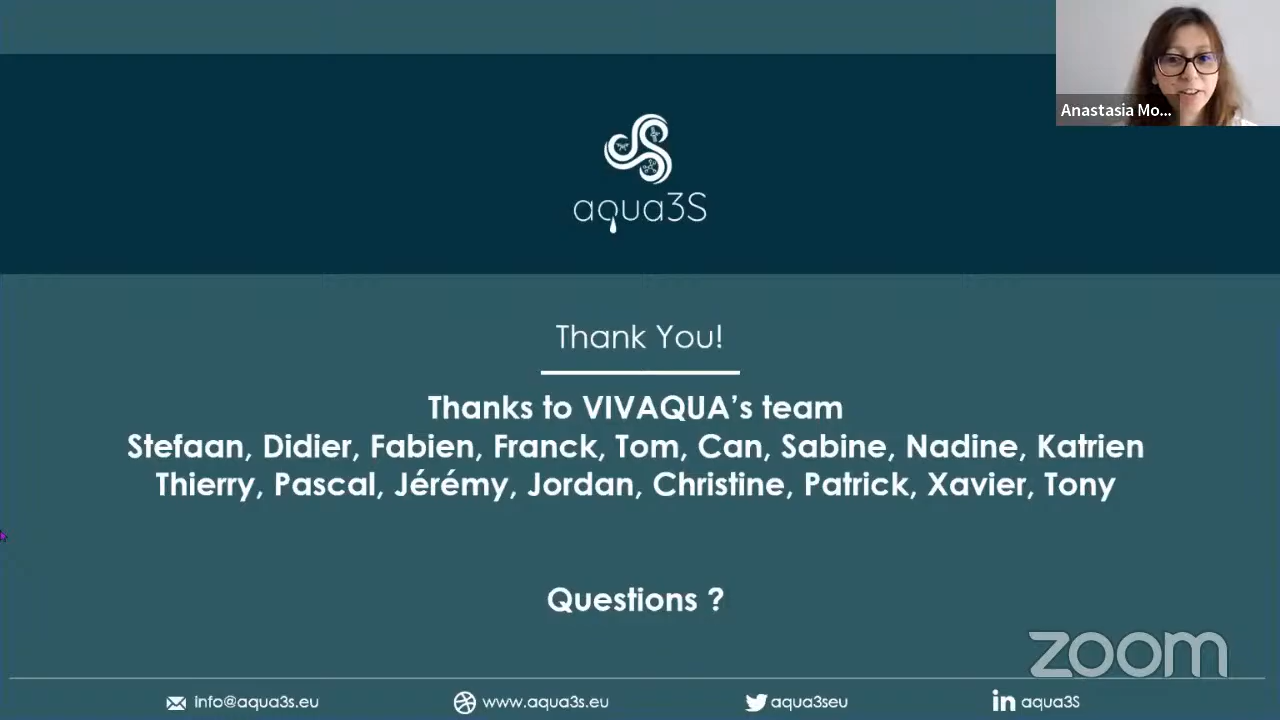 Anastasia Mo...
aqua3S
Thank You!
Thanks to VIVAQUA’s team
Stefaan, Didier, Fabien, Franck, Tom, Can, Sabine, Nadine, Katrien
Thierry, Pascal, Jérémy, Jordan, Christine, Patrick, Xavier, Tony
Questions ?
zoom
info@aqua3s.eu
www.aqua3s.eu
aqua3seu
in aqua3S